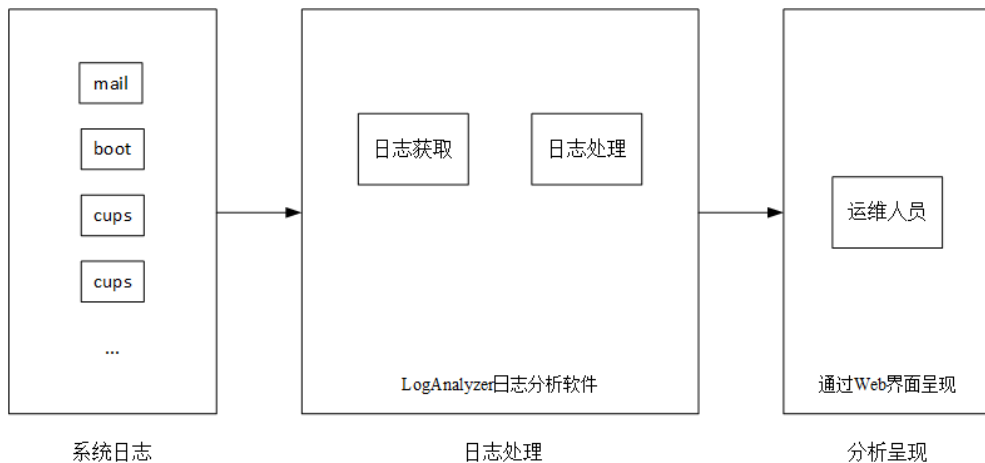 mail
boot
cups
cups
...
系统日志
日志获取
日志处理
LogAnalyzer日志分析软件
日志处理
运维人员
通过Web界面呈现
分析呈现